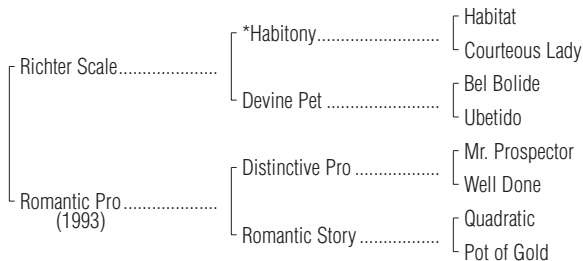 Habitat
*Habitony........................................
Courteous Lady
Richter Scale................................
Bel Bolide
Devine Pet ......................................
Ubetido
Mr. Prospector
Distinctive Pro .............................
Well Done
Romantic Pro ..............................
(1993)
Quadratic
Romantic Story ...........................
Pot of Gold